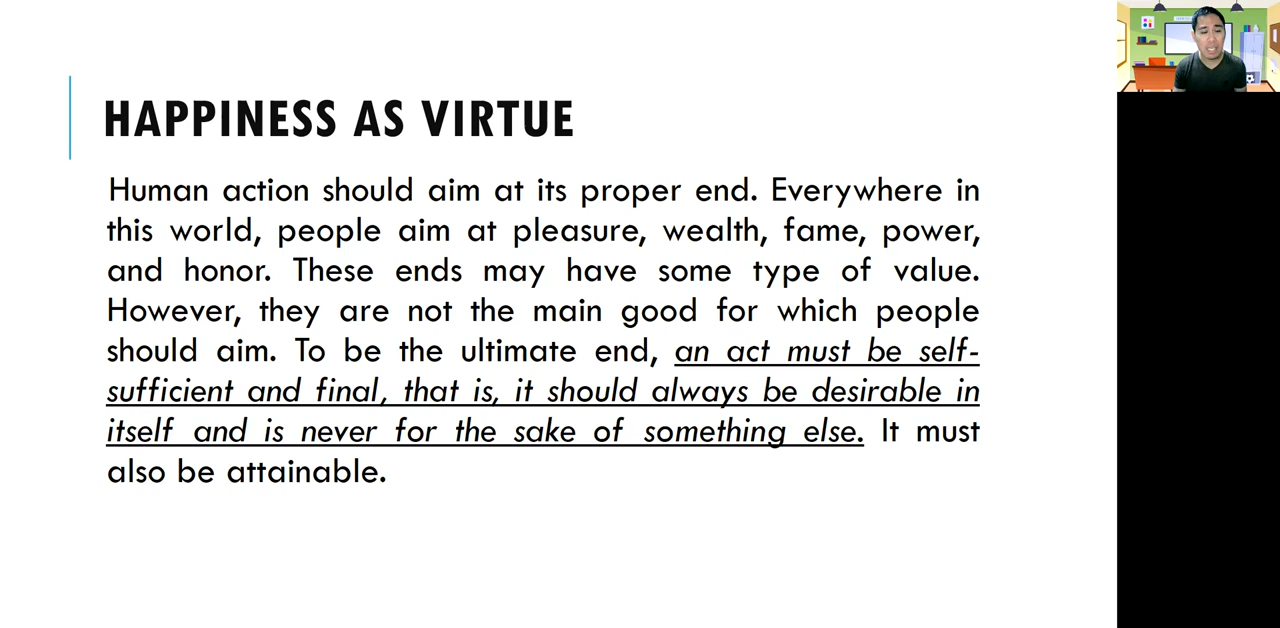 HAPPINESS AS VIRTUE
Human action should aim at its proper end. Everywhere in
this world, people aim at pleasure, wealth, fame, power,
and honor. These ends may have some type of value.
However, they are not the main good for which people
should aim. To be the ultimate end, an act must be self-
sufficient and final, that is, it should always be desirable in
itself and is never for the sake of something else. It must
also be attainable.